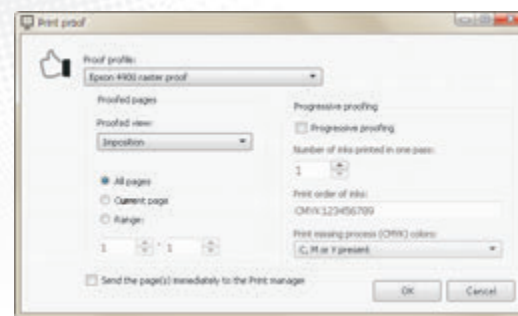 Print proof
Proof profile:
Epson 4900 raster proof
Proofed pages
Proofed view:
Imposition
All pages
Current page
Range:
1 - 1
Send the page(s) immediately to the Print manager
Progressive proofing
Progressive proofing
Number of inks printed in one pass:
1
Print order of inks:
CMYK123456789
Print missing process (CMYK) colors:
C, M or Y present
OK Cancel